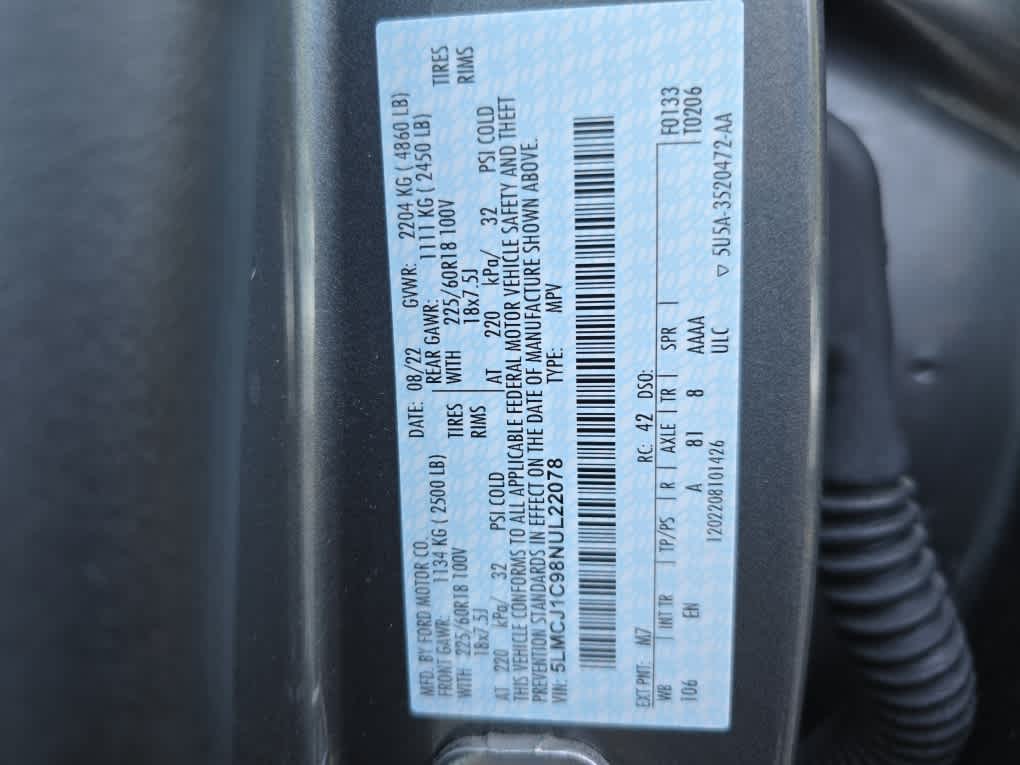 MFD. BY FORD MOTOR CO. DATE: 08/22 GVWR: 2204 KG ( 4860 LB)
FRONT GAWR: 1134 KG ( 2500 LB) REAR GAWR: 1111 KG ( 2450 LB)
WITH 225/60R18 100V TIRES WITH 225/60R18 100V TIRES
18x7.5J RIMS 18x7.5J RIMS
AT 220 kPa/ 32 PSI COLD AT 220 kPa/ 32 PSI COLD
THIS VEHICLE CONFORMS TO ALL APPLICABLE FEDERAL MOTOR VEHICLE SAFETY AND THEFT
PREVENTION STANDARDS IN EFFECT ON THE DATE OF MANUFACTURE SHOWN ABOVE.
VIN: 5LMCJ1C98NUL22078 TYPE: MPV
EXT PNT: M7 RC: 42 DSO: F0133
WB INT TR TP/PS R AXLE TR SPR T0206
106 EN A 81 8 AAAA
1202208101426 ULC
▽ 5U5A-3520472-AA